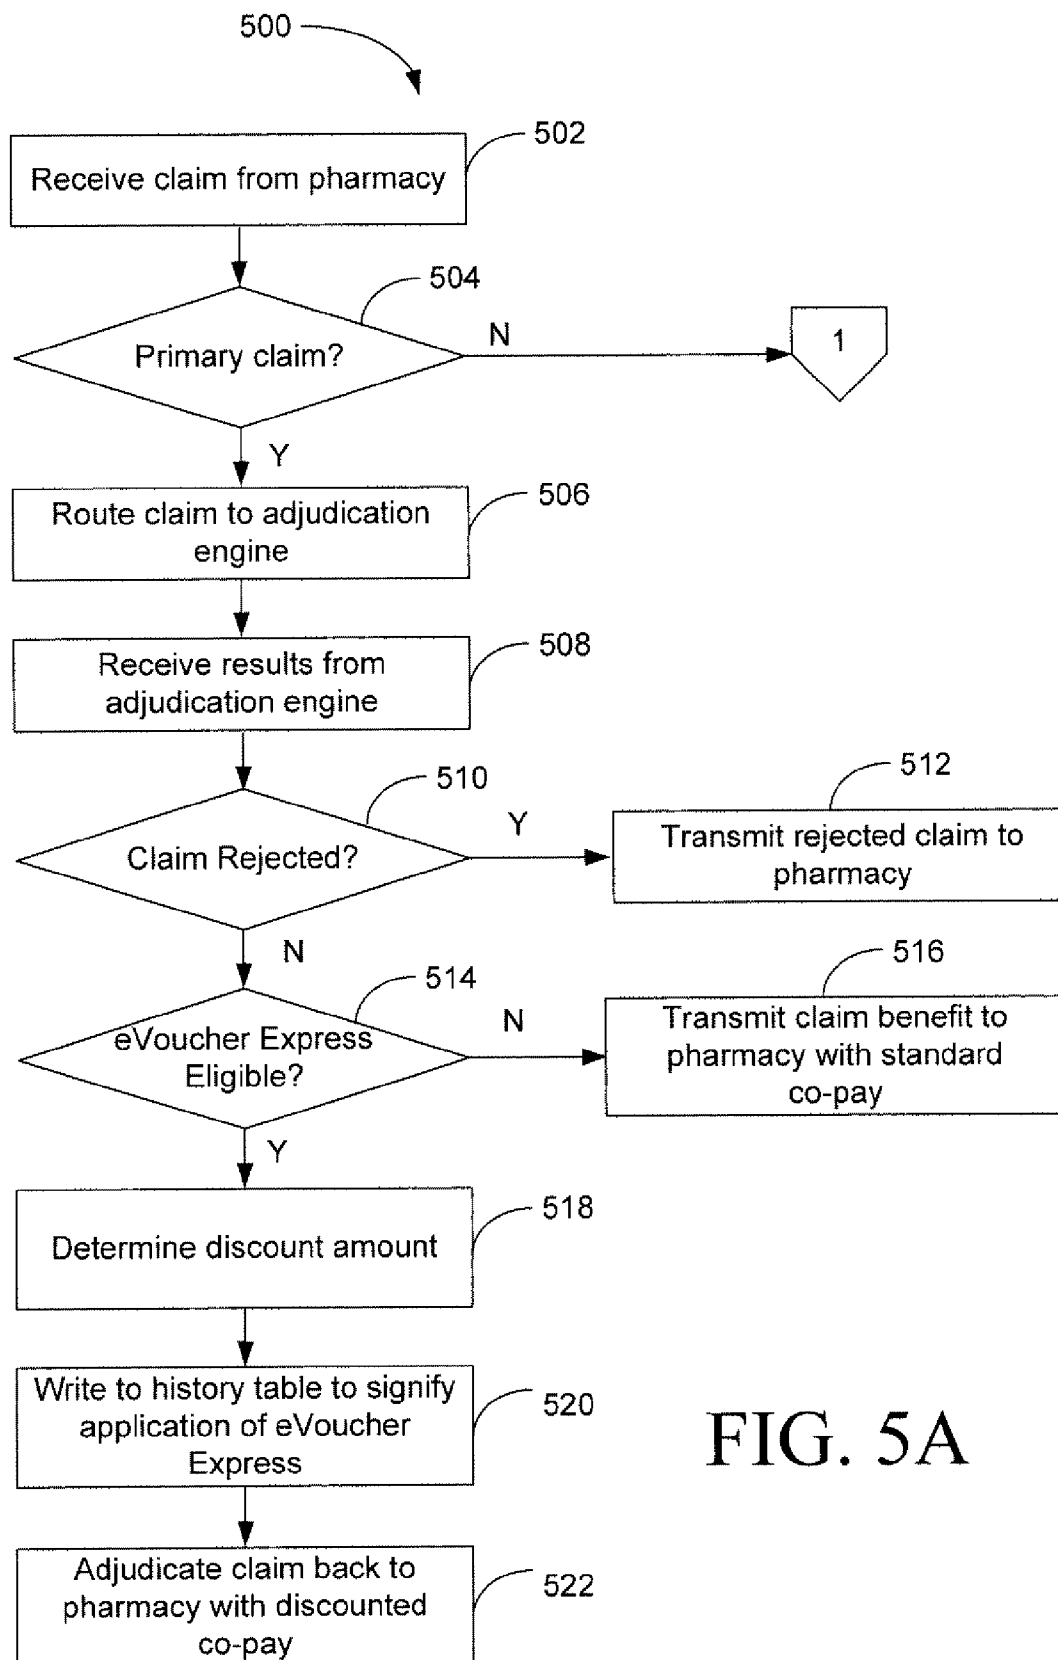 500
502
Receive claim from pharmacy
504
Primary claim?
N
1
Y
506
Route claim to adjudication
engine
508
Receive results from
adjudication engine
510
Claim Rejected?
Y
512
Transmit rejected claim to
pharmacy
N
514
eVoucher Express
Eligible?
N
516
Transmit claim benefit to
pharmacy with standard
co-pay
Y
518
Determine discount amount
520
Write to history table to signify
application of eVoucher
Express
FIG. 5A
522
Adjudicate claim back to
pharmacy with discounted
co-pay